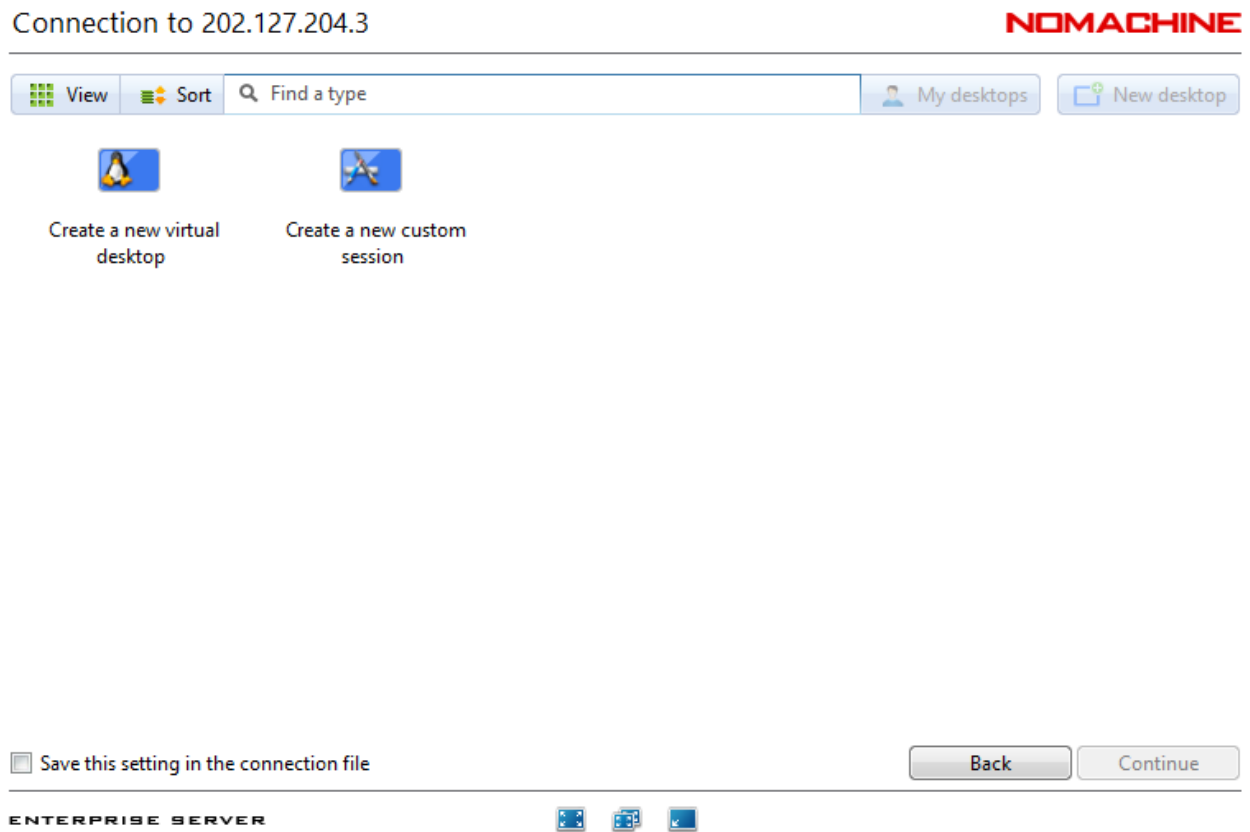 Connection to 202.127.204.3
NOMACHINE
View
Sort
Find a type
My desktops
New desktop
Create a new virtual
desktop
Create a new custom
session
Save this setting in the connection file
Back
Continue
ENTERPRISE SERVER